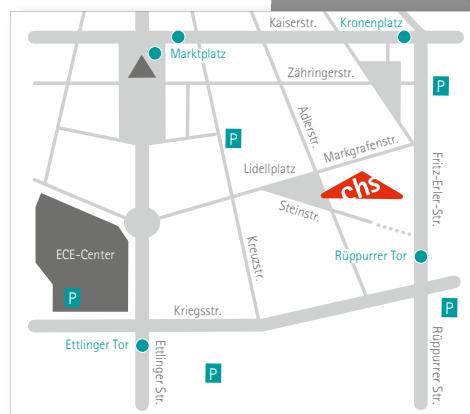 Kaiserstr.
Kronenplatz
Marktplatz
Zähringerstr.
P
Adlerstr.
P
Markgrafenstr.
Lidellplatz
Fritz-Erler-Str.
chs
Steinstr.
Kreuzstr.
ECE-Center
Rüppurrer Tor
P
Kriegsstr.
P
Ettlinger Tor
Ettlinger Str.
Rüppurrer Str.
P